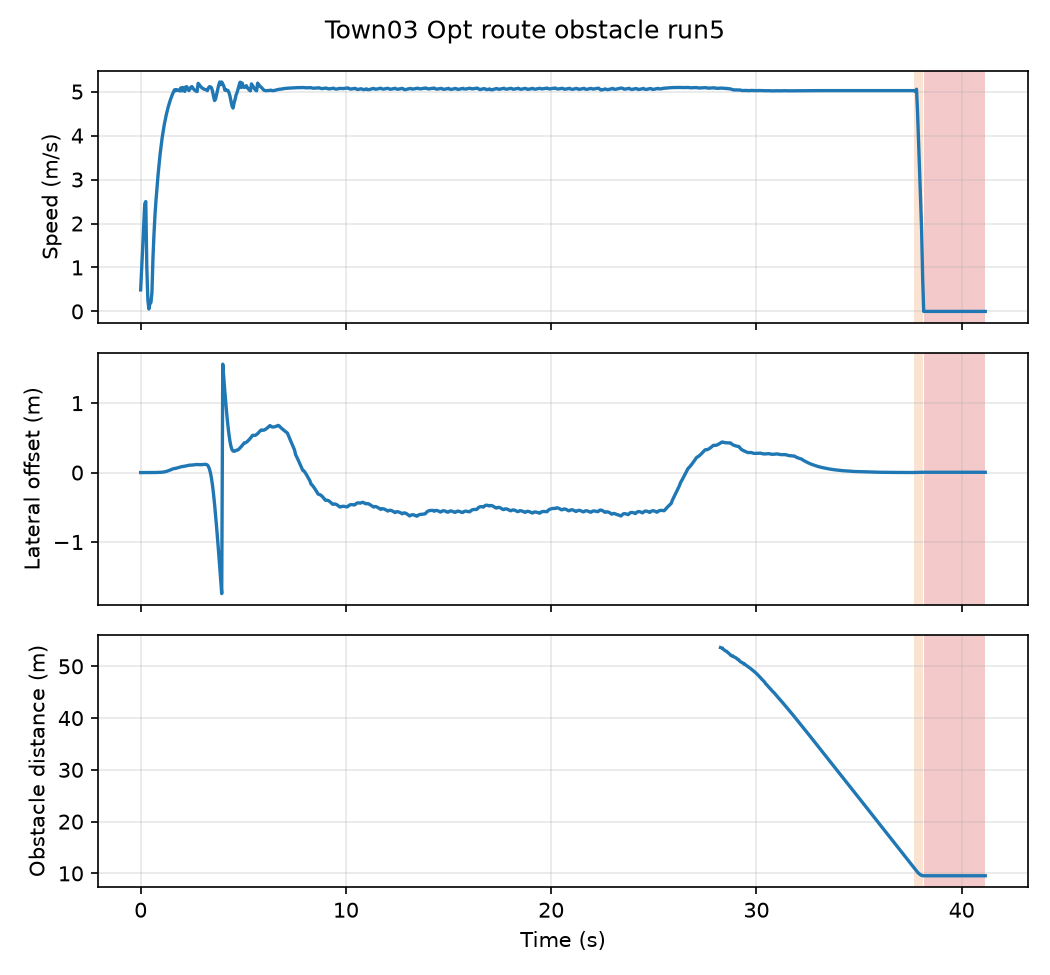 Town03 Opt route obstacle run5
Speed (m/s)
5
4
3
2
1
0
Lateral offset (m)
1
0
−1
Obstacle distance (m)
50
40
30
20
10
0 10 20 30 40
Time (s)